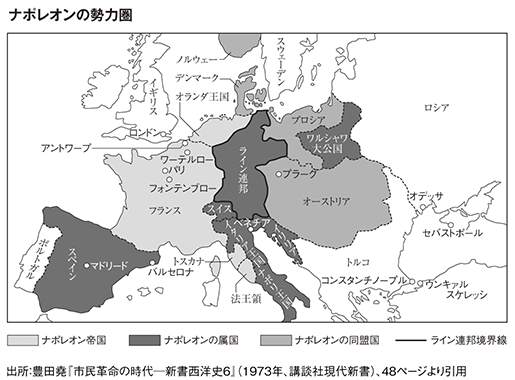 ナポレオンの勢力圏
ノルウェー
スウェーデン
デンマーク
オランダ王国
イギリス
ロシア
プロシア
ワルシャワ
大公国
ロンドン
アントワープ
ワーテルロー
パリ
フォンテンブロー
ライン連邦
プラーグ
フランス
オーストリア
スイス
ヴェネチア
オデッサ
セバストポール
ポルトガル
スペイン
マドリード
バルセロナ
トスカナ
法王領
トルコ
コンスタンチノープル
ウンキャル
スケレッシ
ナポレオン帝国
ナポレオンの属国
ナポレオンの同盟国
ライン連邦境界線
出所:豊田堯『市民革命の時代―新書西洋史6』(1973年、講談社現代新書)、48ページより引用